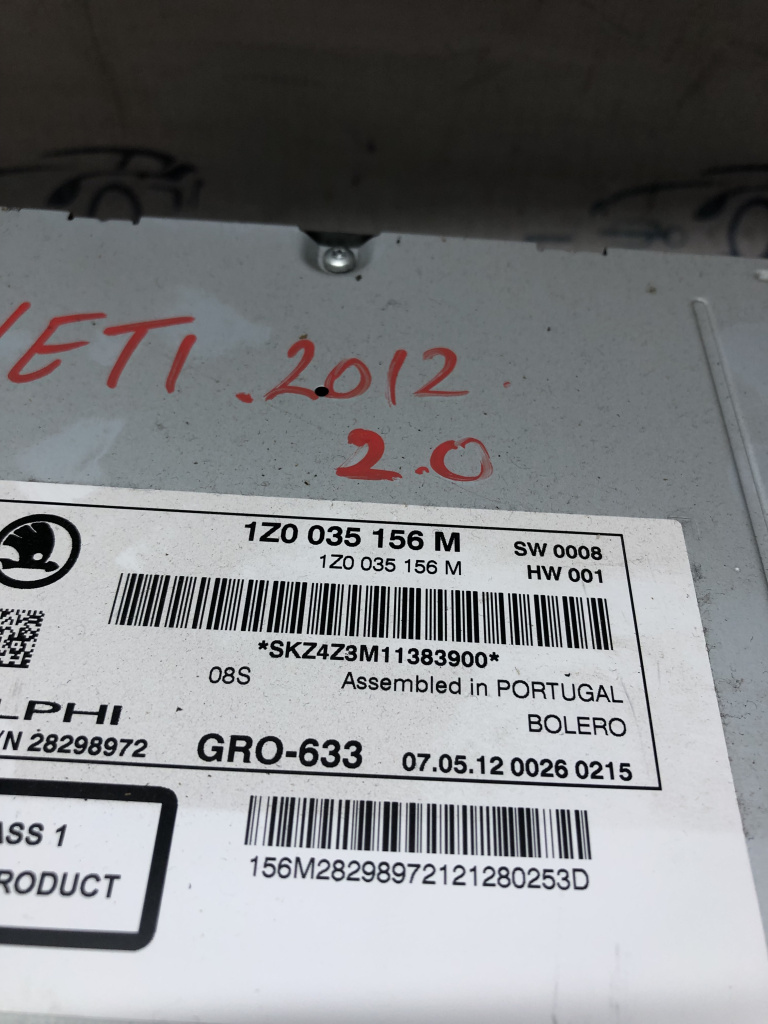 YETI .2012.
2.0
1Z0 035 156 M
SW 0008
1Z0 035 156 M
HW 001
*SKZ4Z3M11383900*
08S
Assembled in PORTUGAL
BOLERO
LPHI
/N 28298972
GRO-633
07.05.12 0026 0215
ASS 1
RODUCT
156M28298972121280253D